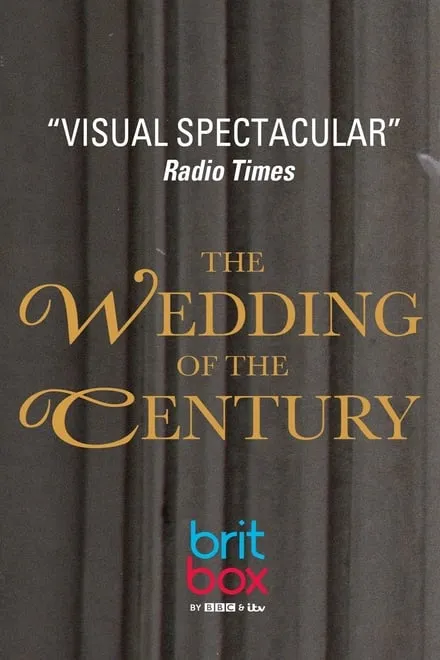 “VISUAL SPECTACULAR”
Radio Times
THE
WEDDING
OF THE
CENTURY
brit
box
BY BBC & itv